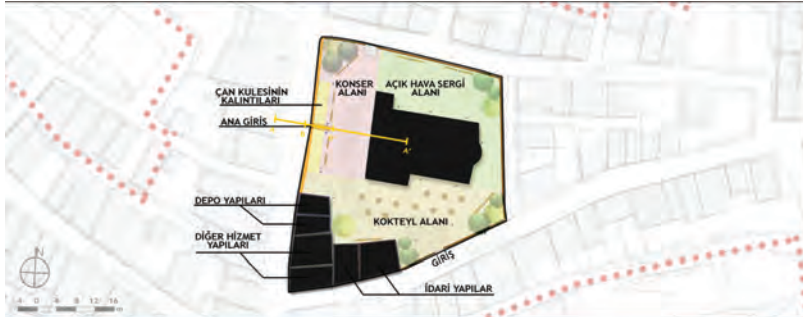 KONSER
ALANI
AÇIK HAVA SERGİ
ALANI
ÇAN KULESİNİN
KALINTILARI
ANA GİRİŞ
A'
DEPO YAPILARI
KOKTEYL ALANI
DİĞER HİZMET
YAPILARI
GİRİŞ
İDARİ YAPILAR
N
4 0 4 8 12 16